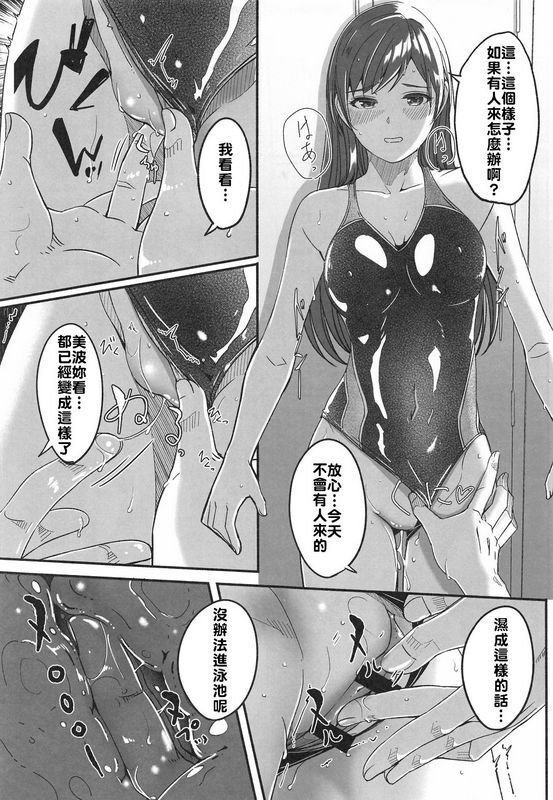 這…這個樣子…
如果有人來怎麼辦啊？
はあっ
放心…今天
不會有人來的
我看看…
美波妳看…
都已經變成這樣了
濕成這樣的話…
沒辦法進泳池呢